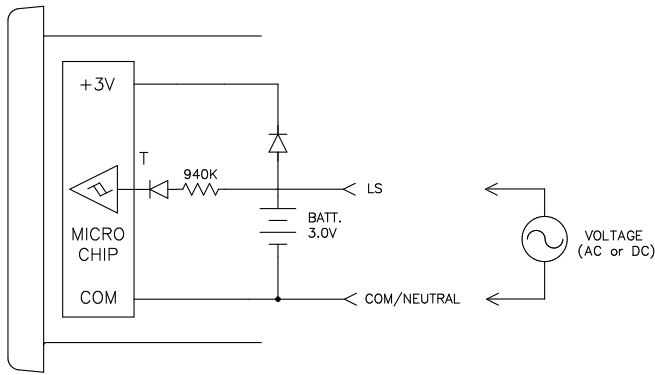 +3V
T
940K
LS
MICRO
CHIP
BATT.
3.0V
VOLTAGE
(AC or DC)
COM
COM/NEUTRAL